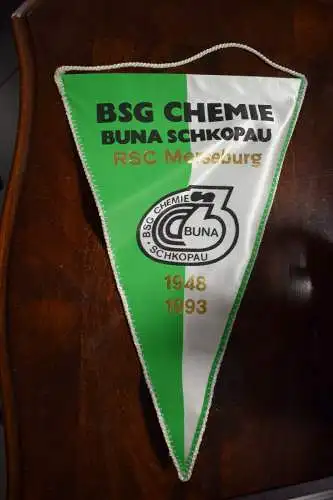 BSG CHEMIE
BUNA SCHKOPAU
RSC Merseburg
BSG CHEMIE
BUNA
SCHKOPAU
1948
1993